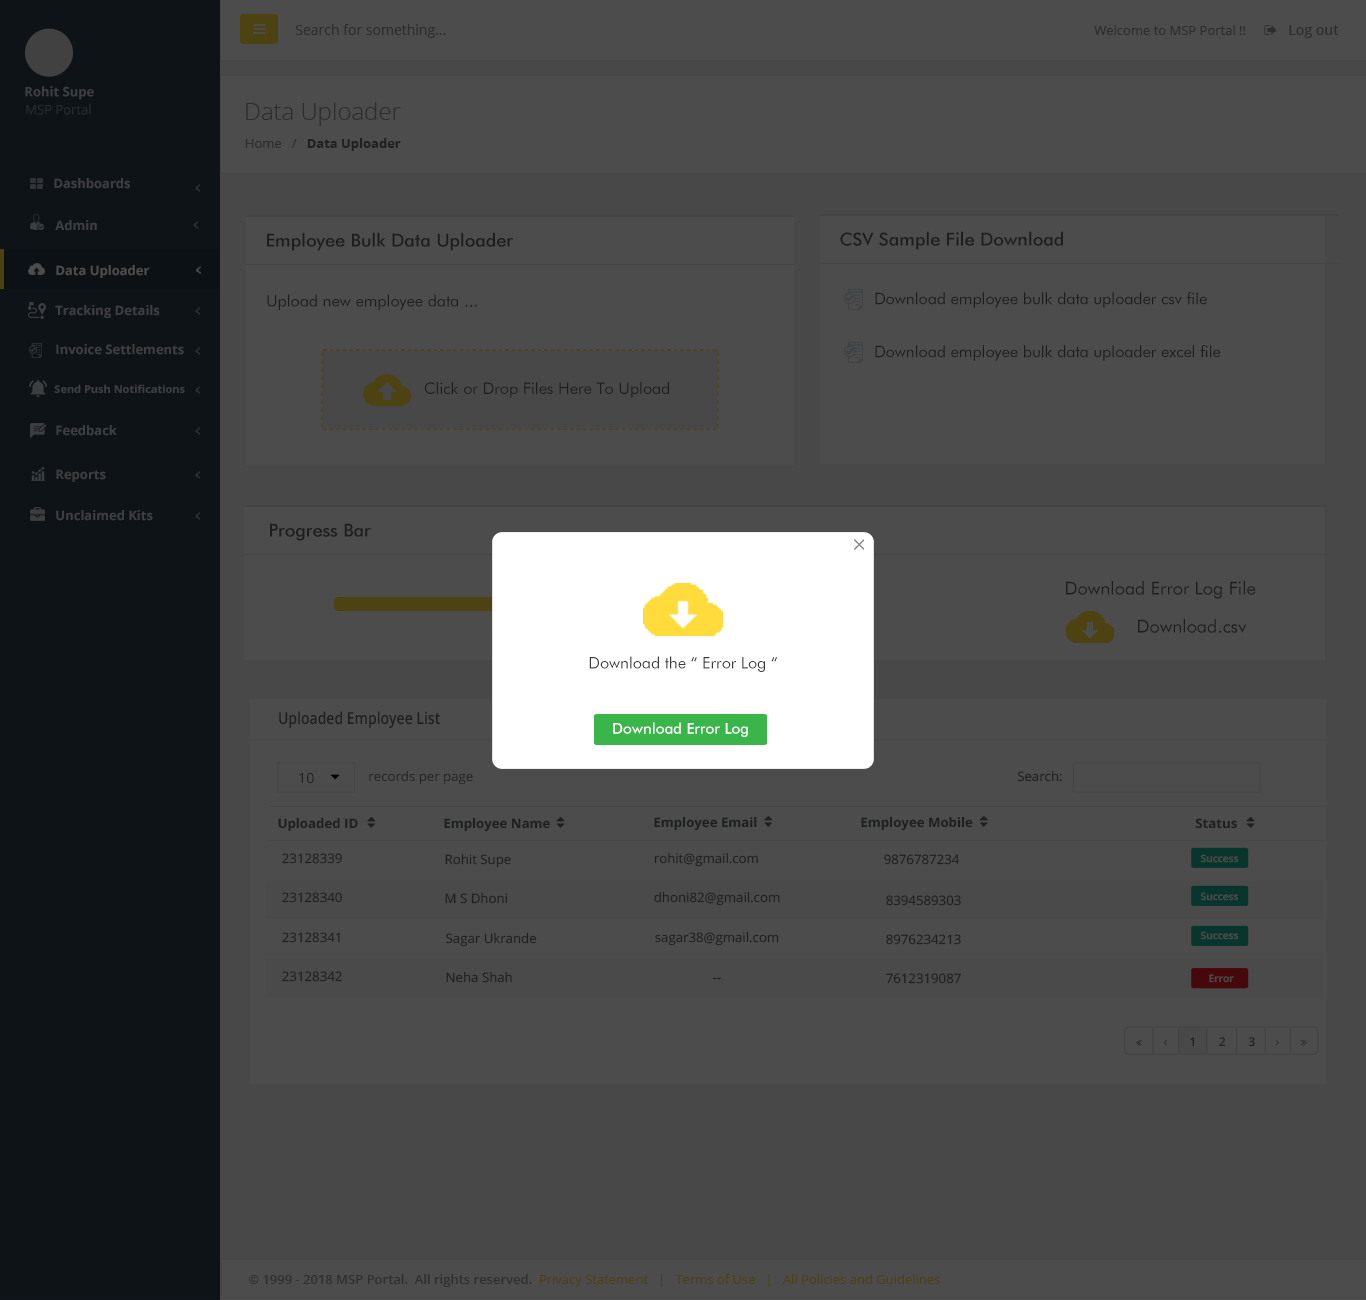 Search for something...
Welcome to MSP Portal !! Log out
Rohit Supe
MSP Portal
Data Uploader
Home / Data Uploader
Dashboards
Admin
Data Uploader
Tracking Details
Invoice Settlements
Send Push Notifications
Feedback
Reports
Unclaimed Kits
Employee Bulk Data Uploader
Upload new employee data ...
Click or Drop Files Here To Upload
CSV Sample File Download
Download employee bulk data uploader csv file
Download employee bulk data uploader excel file
Progress Bar
Download Error Log File
Download.csv
Download the “ Error Log “
Download Error Log
Uploaded Employee List
10 records per page
Search:
Uploaded ID Employee Name Employee Email Employee Mobile Status
23128339 Rohit Supe rohit@gmail.com 9876787234 Success
23128340 M S Dhoni dhoni82@gmail.com 8394589303 Success
23128341 Sagar Ukrande sagar38@gmail.com 8976234213 Success
23128342 Neha Shah -- 7612319087 Error
« ‹ 1 2 3 › »
© 1999 - 2018 MSP Portal. All rights reserved. Privacy Statement | Terms of Use | All Policies and Guidelines